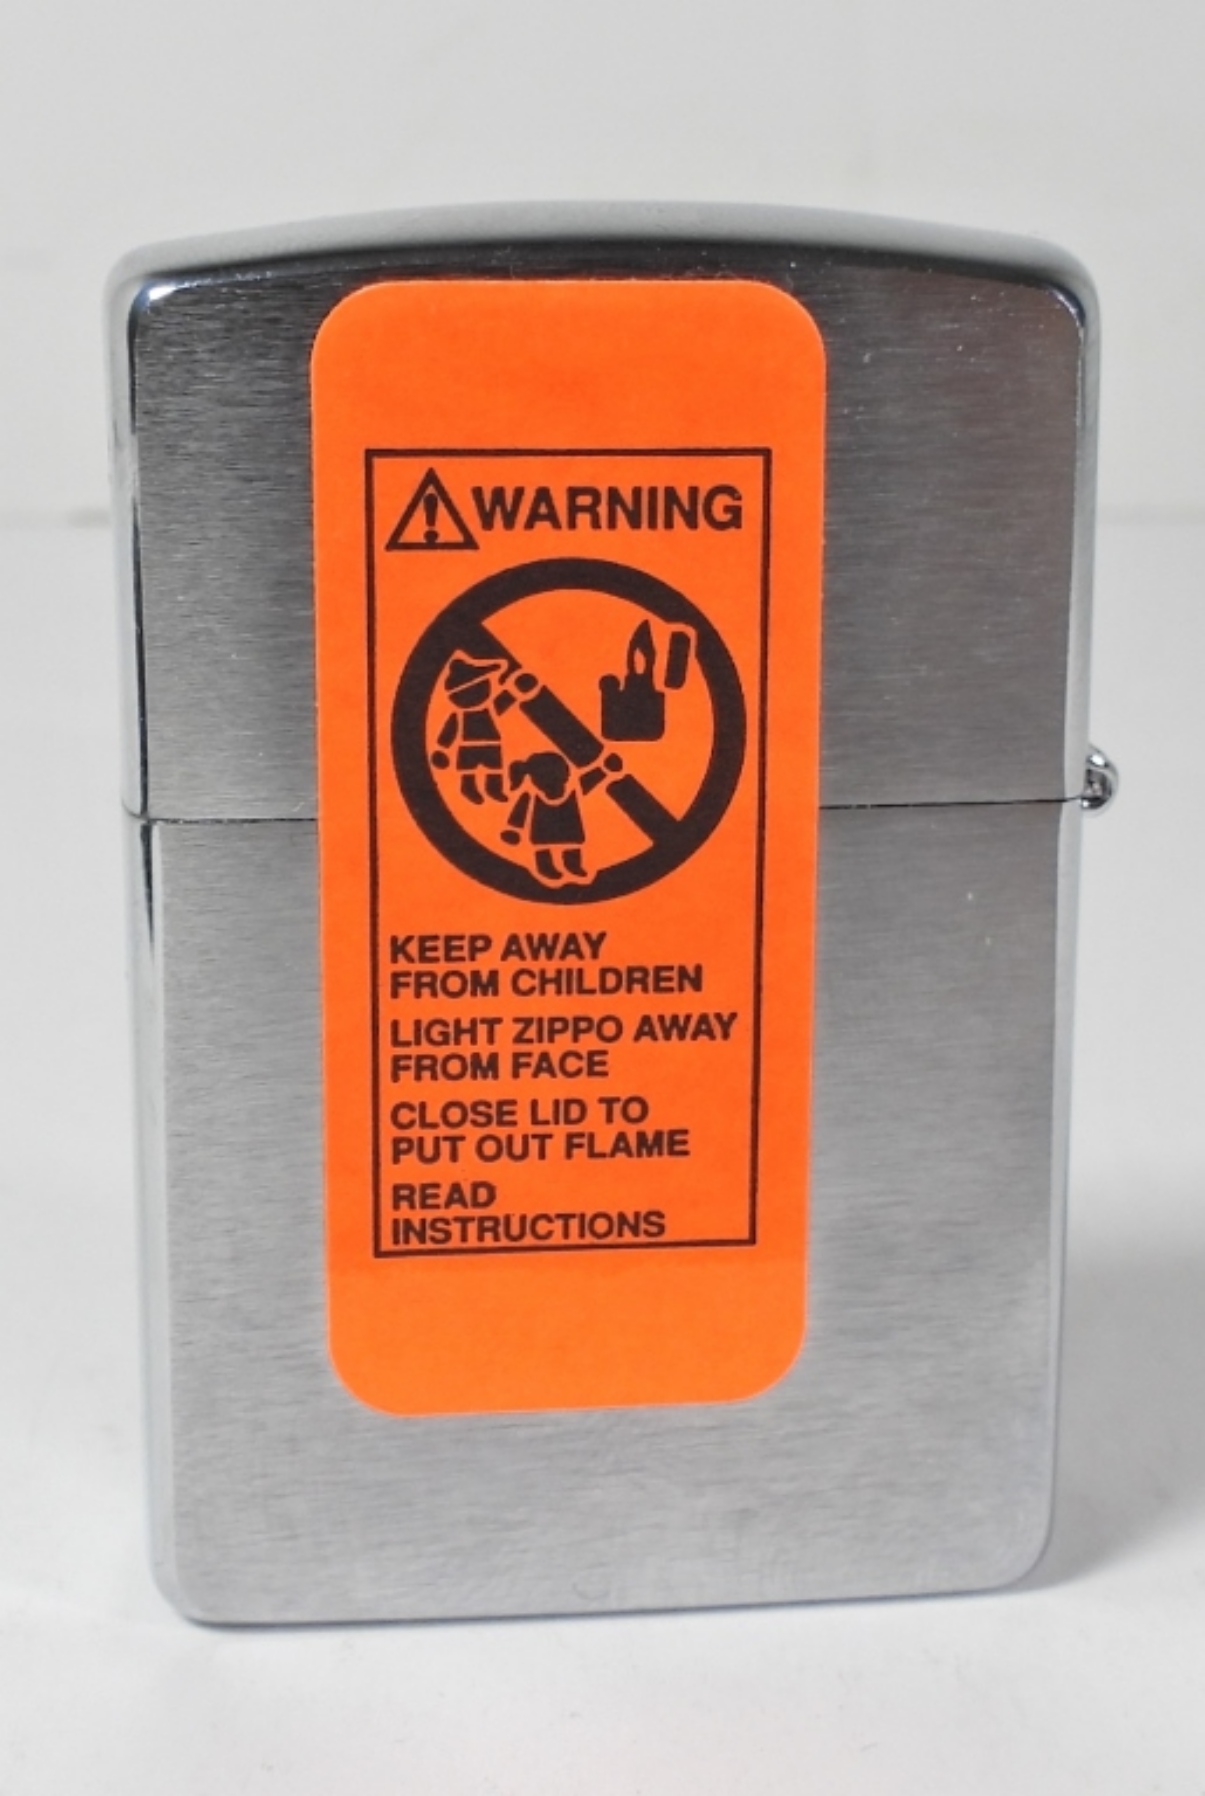 WARNING
KEEP AWAY
FROM CHILDREN
LIGHT ZIPPO AWAY
FROM FACE
CLOSE LID TO
PUT OUT FLAME
READ
INSTRUCTIONS